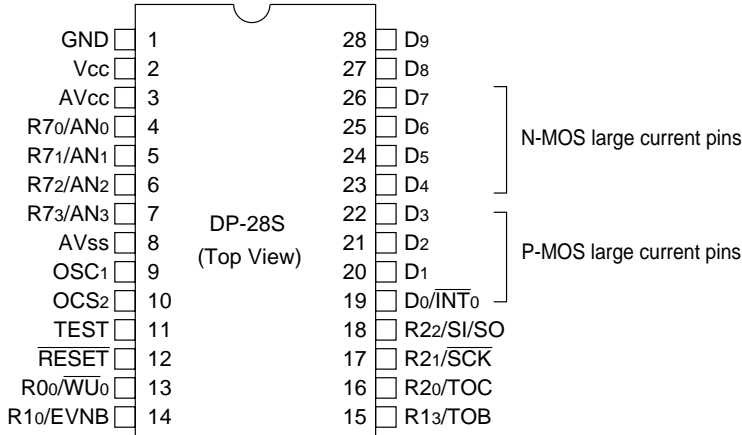 GND 1 28 D9
Vcc 2 27 D8
AVcc 3 26 D7
R70/AN0 4 25 D6
R71/AN1 5 24 D5
R72/AN2 6 23 D4
N-MOS large current pins
R73/AN3 7 22 D3
AVss 8 21 D2
OSC1 9 20 D1
OCS2 10 19 D0/INT0
P-MOS large current pins
DP-28S
(Top View)
TEST 11 18 R22/SI/SO
RESET 12 17 R21/SCK
R00/WU0 13 16 R20/TOC
R10/EVNB 14 15 R13/TOB